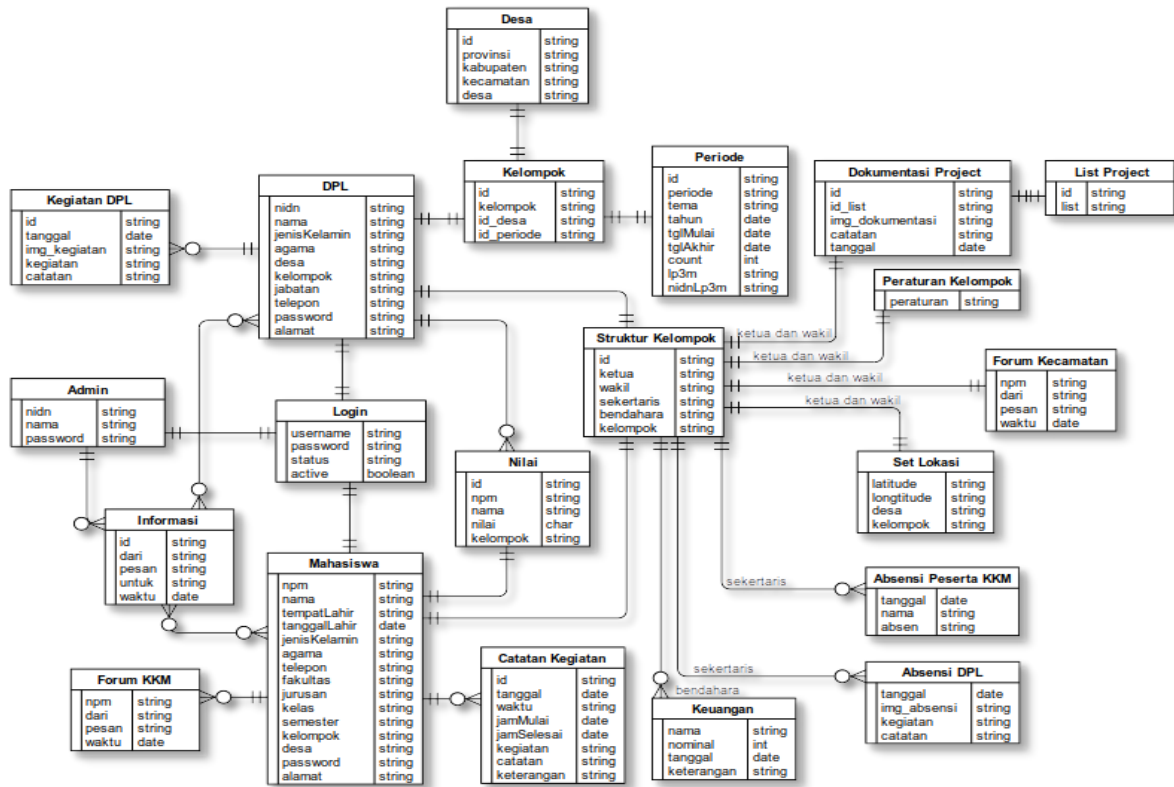 Desa
id string
provinsi string
kabupaten string
kecamatan string
desa string
Kegiatan DPL
id string
tanggal date
img_kegiatan string
kegiatan string
catatan string
DPL
nidn string
nama string
jenisKelamin string
agama string
desa string
kelompok string
jabatan string
telepon string
password string
alamat string
Kelompok
id string
kelompok string
id_desa string
id_periode string
Periode
id string
periode string
tema string
tahun date
tglMulai date
tglAkhir date
count int
lp3m string
nidnLp3m string
Dokumentasi Project
id string
id_list string
img_dokumentasi string
catatan string
tanggal date
List Project
id string
list string
Peraturan Kelompok
peraturan string
ketua dan wakil
ketua dan wakil
ketua dan wakil
ketua dan wakil
Struktur Kelompok
id string
ketua string
wakil string
sekertaris string
bendahara string
kelompok string
Forum Kecamatan
npm string
dari string
pesan string
waktu date
Admin
nidn string
nama string
password string
Login
username string
password string
status string
active boolean
Nilai
id string
npm string
nama string
nilai char
kelompok string
Set Lokasi
latitude string
longtitude string
desa string
kelompok string
Informasi
id string
dari string
pesan string
untuk string
waktu date
Mahasiswa
npm string
nama string
tempatLahir string
tanggalLahir date
jenisKelamin string
agama string
telepon string
fakultas string
jurusan string
kelas string
semester string
kelompok string
desa string
password string
alamat string
sekertaris
Absensi Peserta KKM
tanggal date
nama string
absen string
Forum KKM
npm string
dari string
pesan string
waktu date
Catatan Kegiatan
id string
tanggal date
waktu string
jamMulai date
jamSelesai date
kegiatan string
catatan string
keterangan string
sekertaris
bendahara
Keuangan
nama string
nominal int
tanggal date
keterangan string
Absensi DPL
tanggal date
img_absensi string
kegiatan string
catatan string